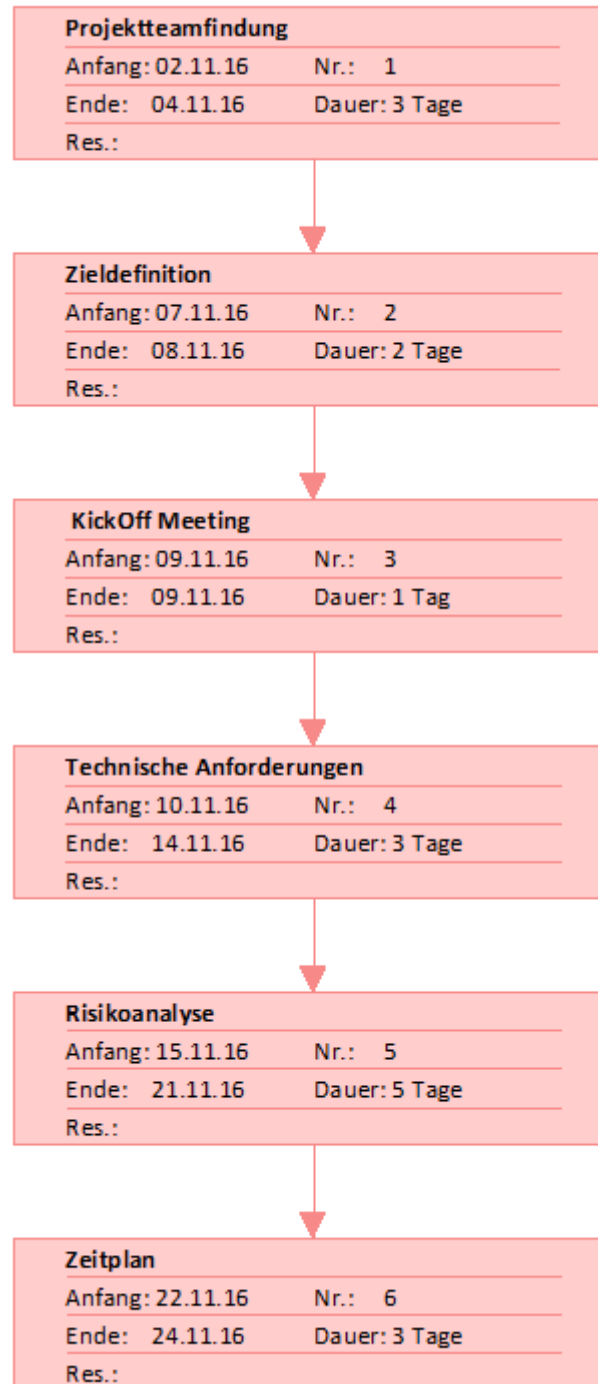 Projektteamfindung
Anfang: 02.11.16 Nr.: 1
Ende: 04.11.16 Dauer: 3 Tage
Res.:
Zieldefinition
Anfang: 07.11.16 Nr.: 2
Ende: 08.11.16 Dauer: 2 Tage
Res.:
KickOff Meeting
Anfang: 09.11.16 Nr.: 3
Ende: 09.11.16 Dauer: 1 Tag
Res.:
Technische Anforderungen
Anfang: 10.11.16 Nr.: 4
Ende: 14.11.16 Dauer: 3 Tage
Res.:
Risikoanalyse
Anfang: 15.11.16 Nr.: 5
Ende: 21.11.16 Dauer: 5 Tage
Res.:
Zeitplan
Anfang: 22.11.16 Nr.: 6
Ende: 24.11.16 Dauer: 3 Tage
Res.: